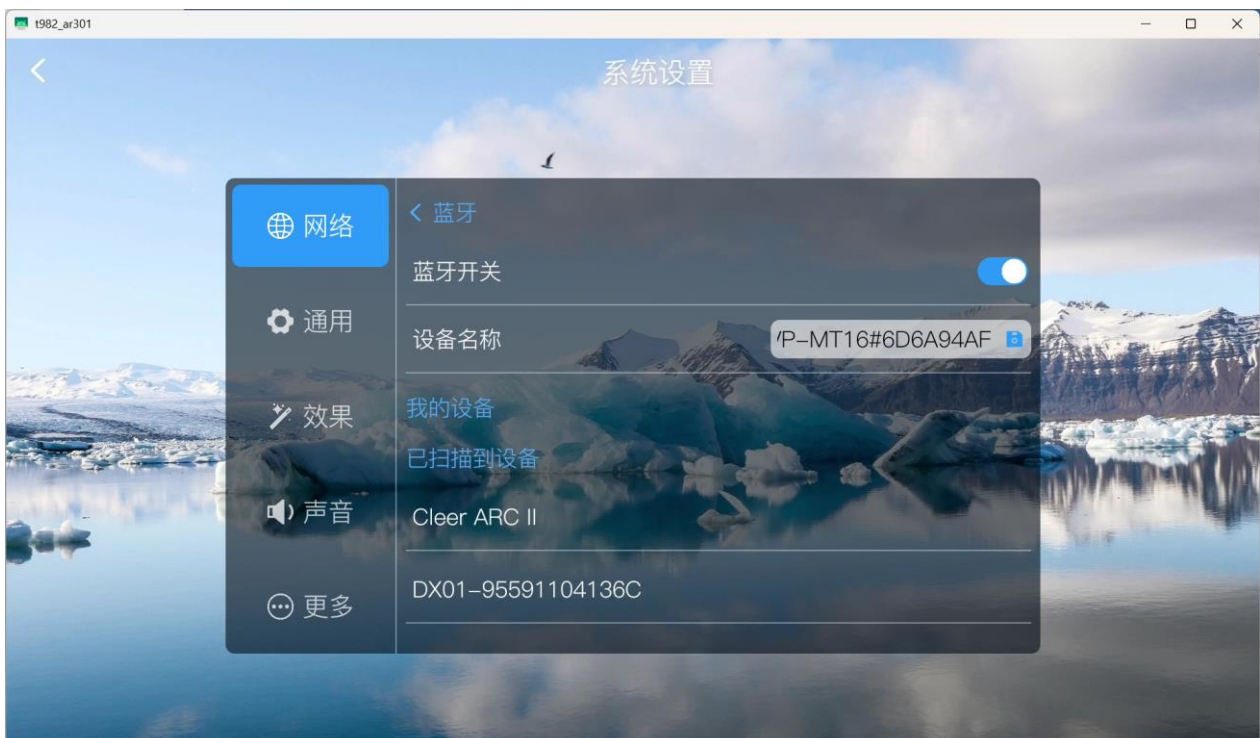 t982_ar301
系统设置
网络
通用
效果
声音
更多
蓝牙
蓝牙开关
设备名称
P-MT16#6D6A94AF
我的设备
已扫描到设备
Cleer ARC II
DX01-95591104136C